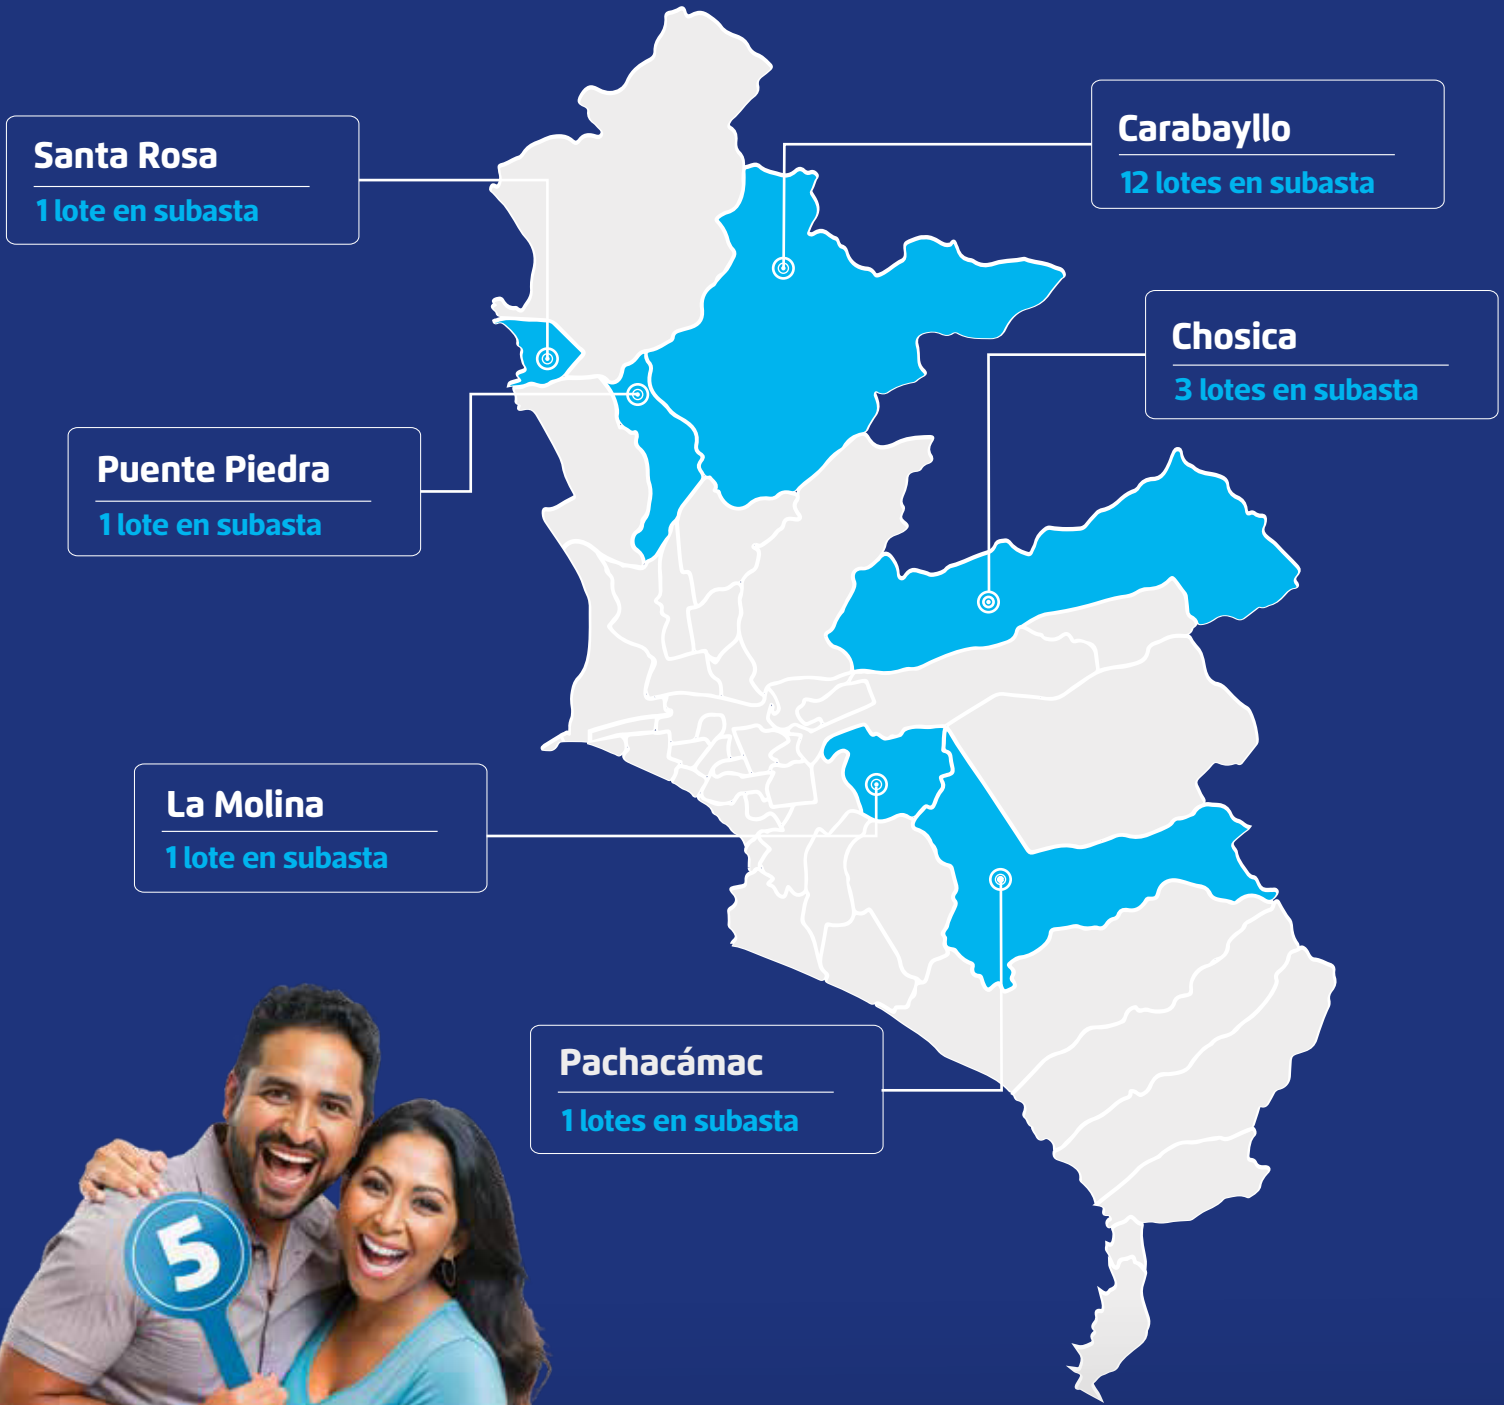 Santa Rosa
1 lote en subasta
Carabayllo
12 lotes en subasta
Chosica
3 lotes en subasta
Puente Piedra
1 lote en subasta
La Molina
1 lote en subasta
Pachacámac
1 lotes en subasta
5